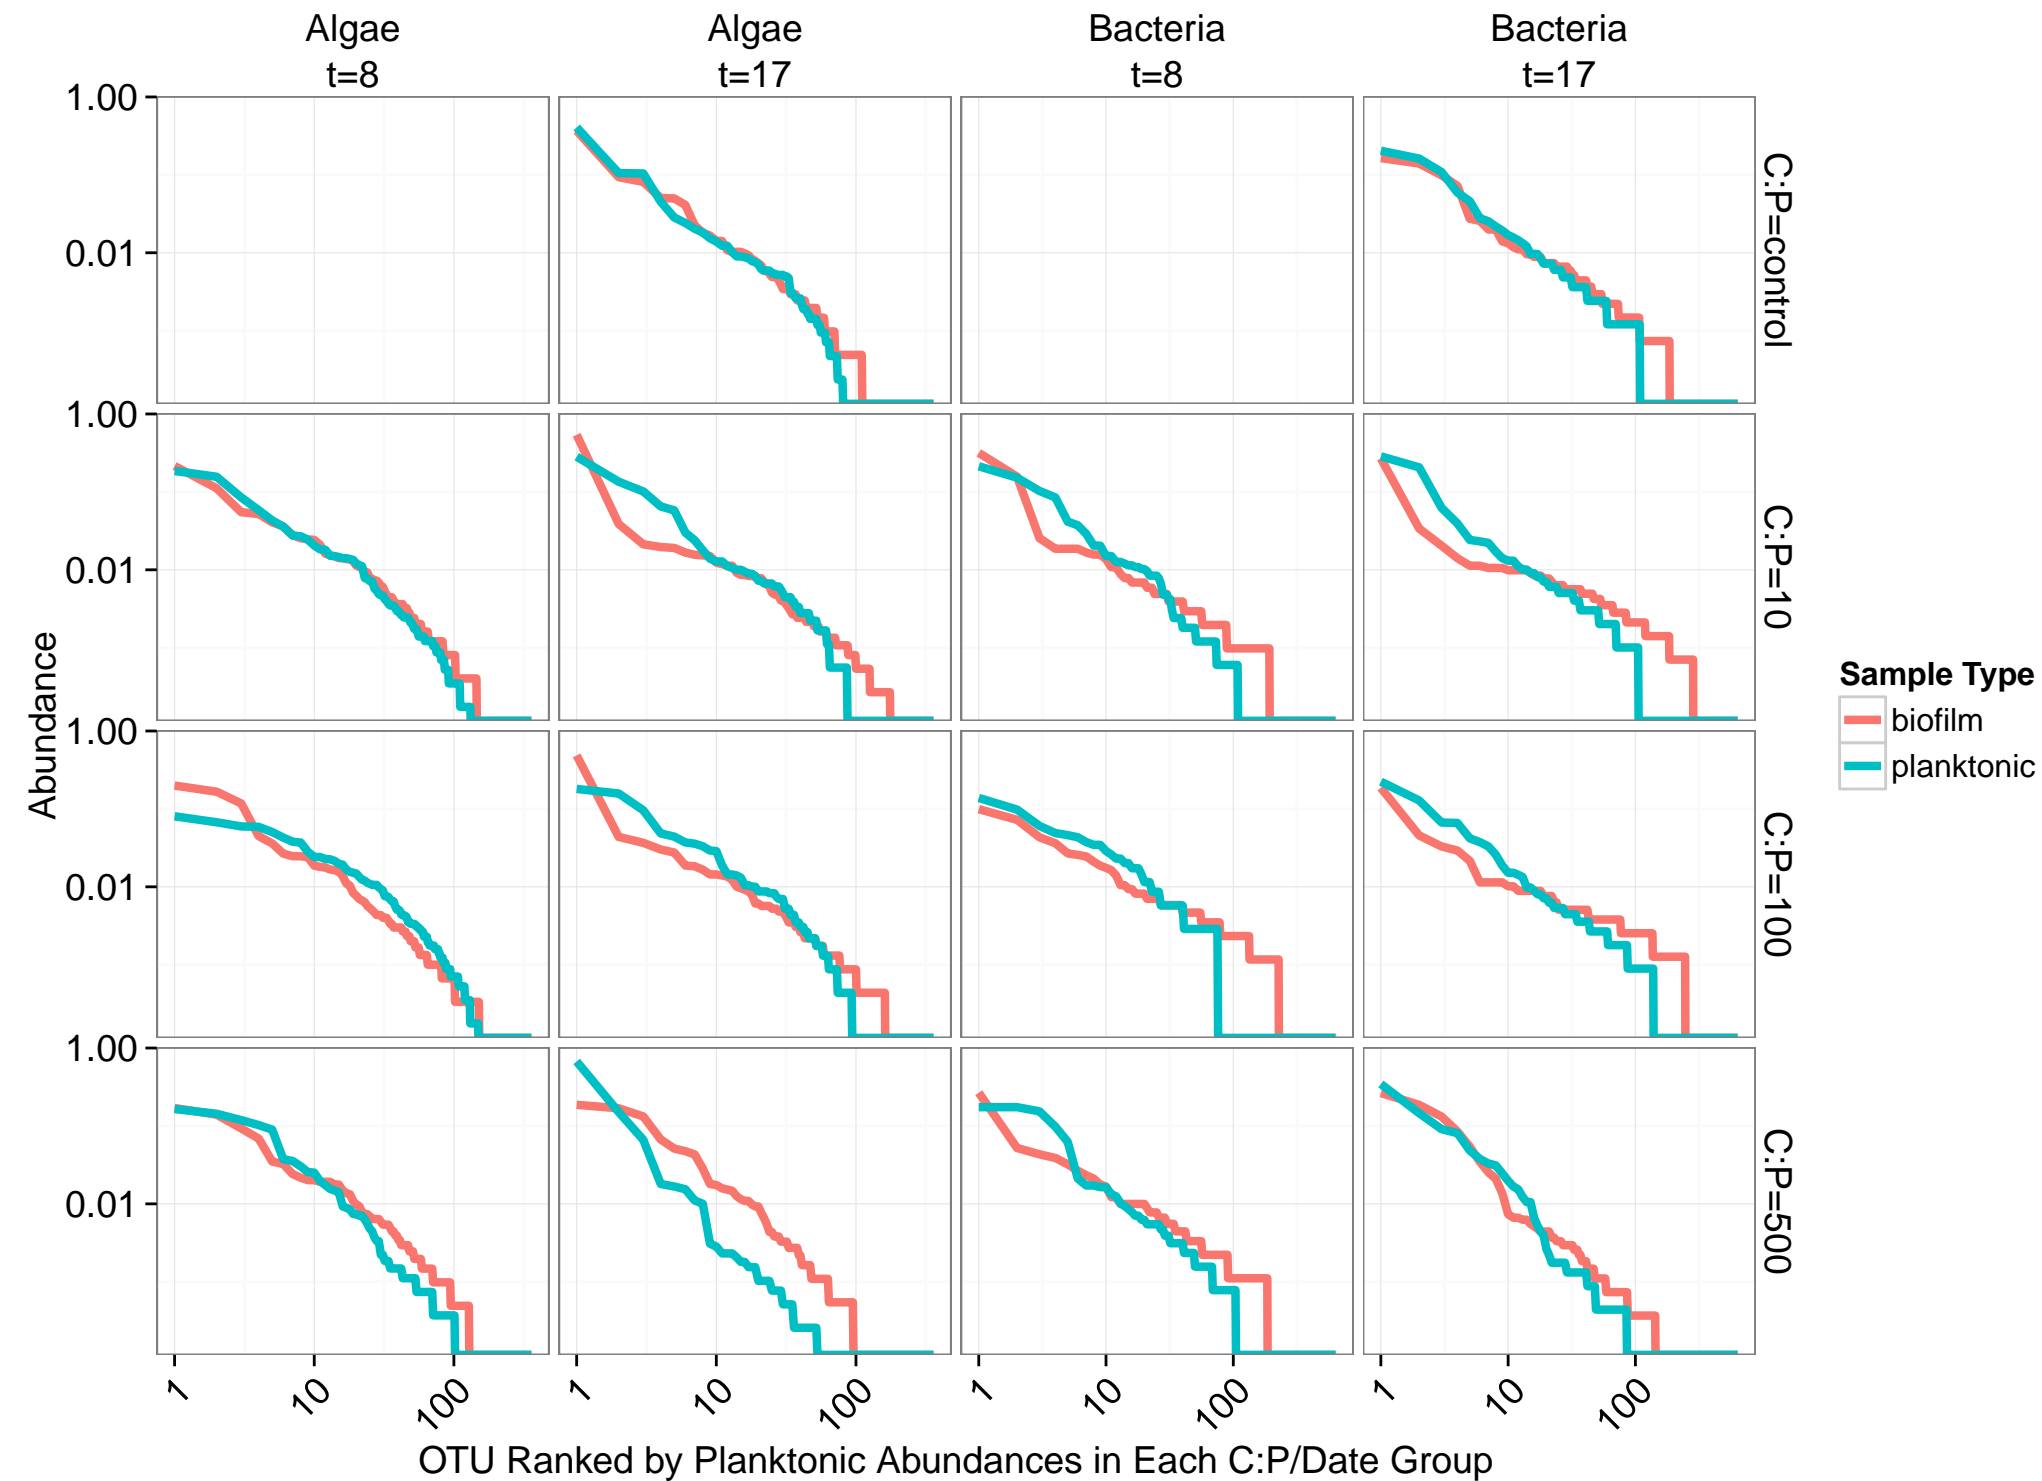 Algae
t=8
Algae
t=17
Bacteria
t=8
Bacteria
t=17
1.00
0.01
C:P=control
1.00
0.01
C:P=10
1.00
0.01
C:P=100
1.00
0.01
C:P=500
Abundance
1
10
100
1
10
100
1
10
100
1
10
100
OTU Ranked by Planktonic Abundances in Each C:P/Date Group
Sample Type
biofilm
planktonic